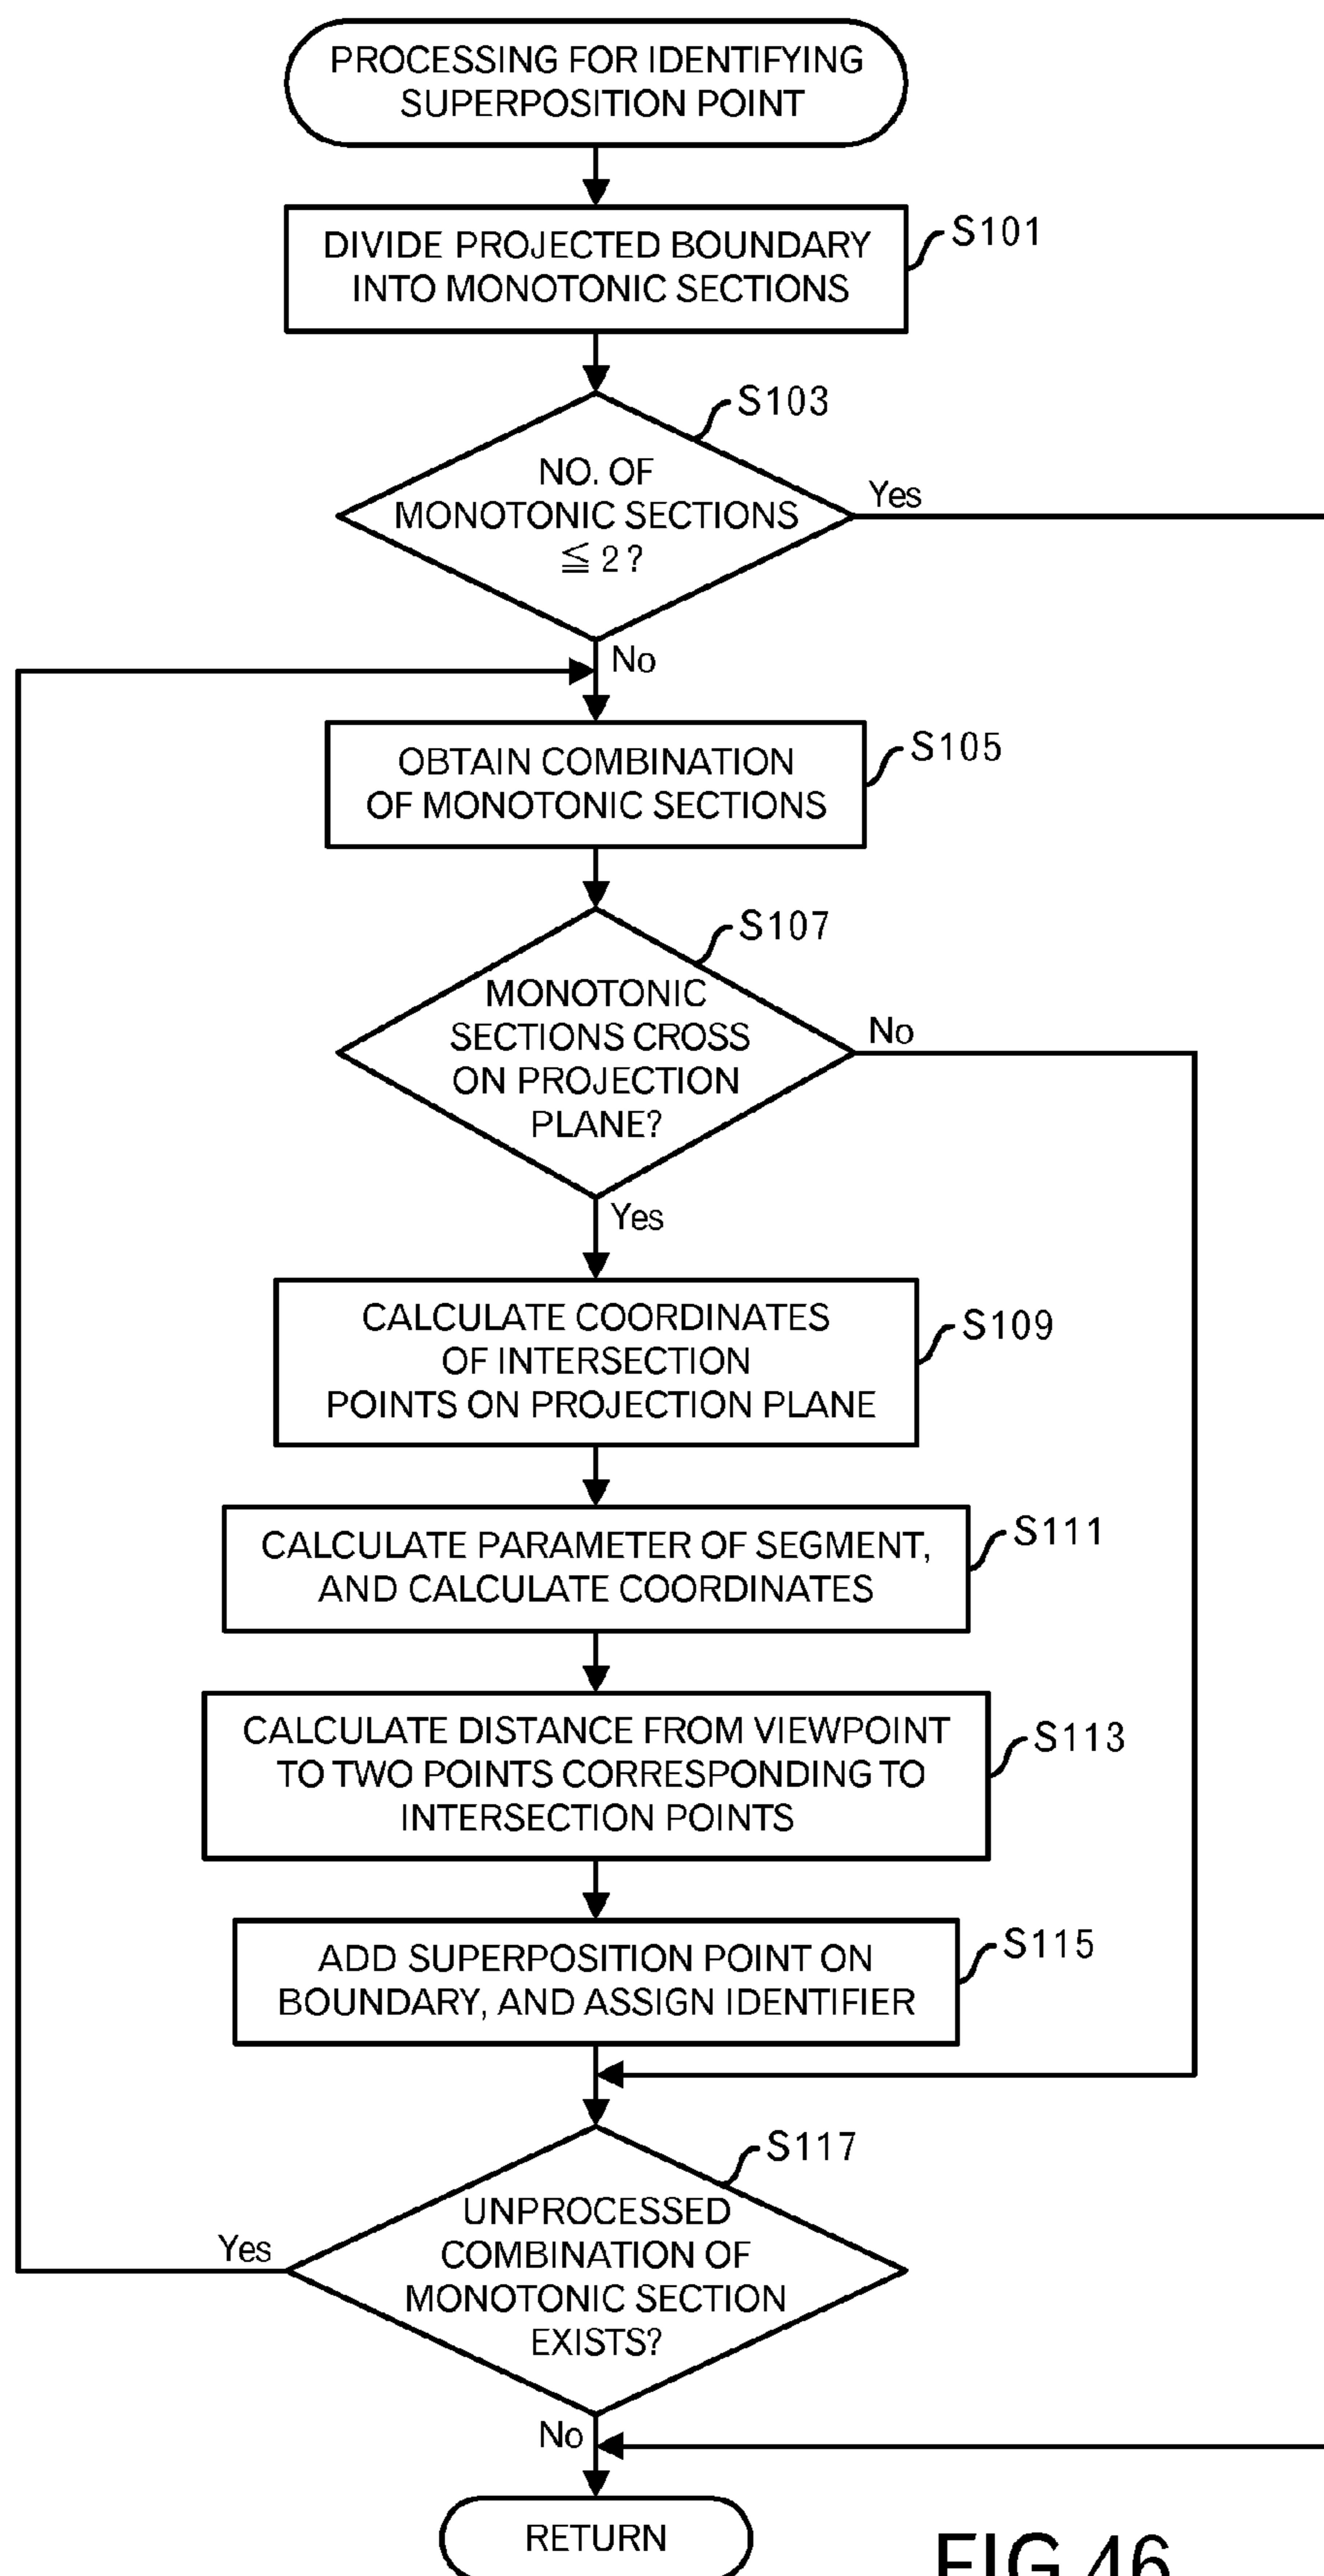 PROCESSING FOR IDENTIFYING
SUPERPOSITION POINT
DIVIDE PROJECTED BOUNDARY
INTO MONOTONIC SECTIONS
S101
S103
NO. OF
MONOTONIC SECTIONS
≦ 2 ?
Yes
No
OBTAIN COMBINATION
OF MONOTONIC SECTIONS
S105
S107
MONOTONIC
SECTIONS CROSS
ON PROJECTION
PLANE?
No
Yes
CALCULATE COORDINATES
OF INTERSECTION
POINTS ON PROJECTION PLANE
S109
CALCULATE PARAMETER OF SEGMENT,
AND CALCULATE COORDINATES
S111
CALCULATE DISTANCE FROM VIEWPOINT
TO TWO POINTS CORRESPONDING TO
INTERSECTION POINTS
S113
ADD SUPERPOSITION POINT ON
BOUNDARY, AND ASSIGN IDENTIFIER
S115
S117
UNPROCESSED
COMBINATION OF
MONOTONIC SECTION
EXISTS?
Yes
No
RETURN
FIG.46